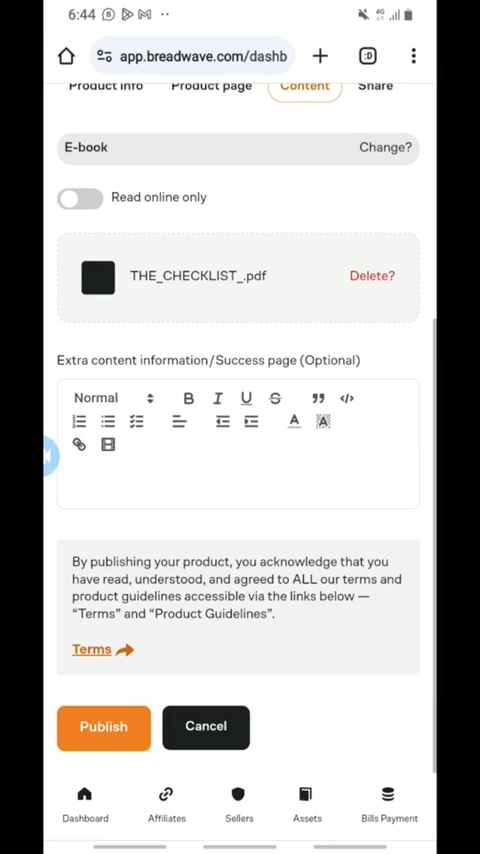 6:44
4G
app.breadwave.com/dashb
:D
Product info Product page Content Share
E-book Change?
Read online only
THE_CHECKLIST_.pdf Delete?
Extra content information/Success page (Optional)
Normal B I U S
A A
By publishing your product, you acknowledge that you
have read, understood, and agreed to ALL our terms and
product guidelines accessible via the links below —
“Terms” and “Product Guidelines”.
Terms
Publish Cancel
Dashboard Affiliates Sellers Assets Bills Payment